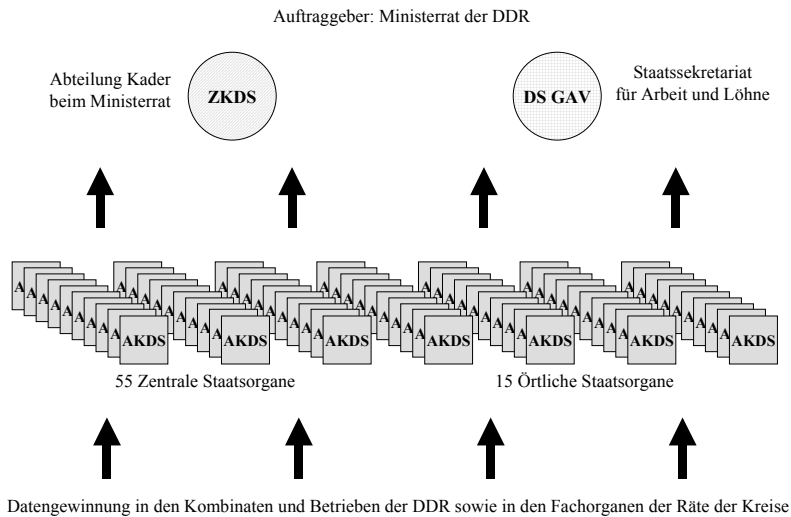 Auftraggeber: Ministerrat der DDR
Abteilung Kader
beim Ministerrat
ZKDS
DS GAV
Staatssekretariat
für Arbeit und Löhne
AKDS AKDS AKDS AKDS AKDS AKDS AKDS
55 Zentrale Staatsorgane
15 Örtliche Staatsorgane
Datengewinnung in den Kombinaten und Betrieben der DDR sowie in den Fachorganen der Räte der Kreise